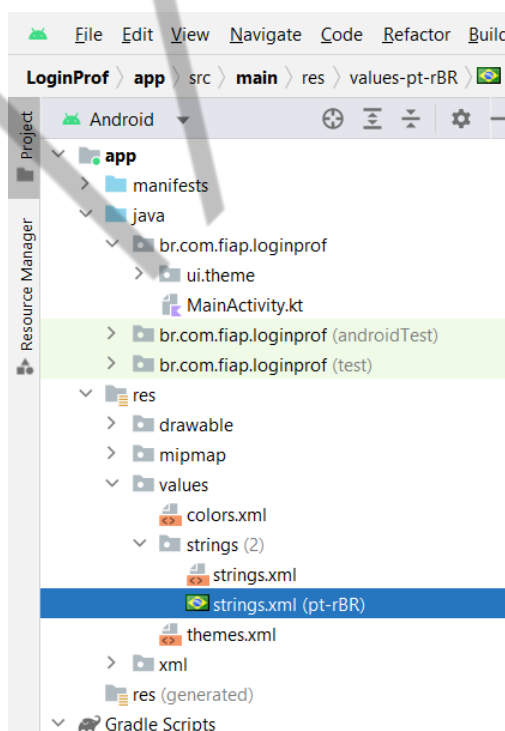 File Edit View Navigate Code Refactor Build
LoginProf app src main res values-pt-rBR
Project
Android
app
manifests
java
br.com.fiap.loginprof
ui.theme
MainActivity.kt
Resource Manager
br.com.fiap.loginprof (androidTest)
br.com.fiap.loginprof (test)
res
drawable
mipmap
values
colors.xml
strings (2)
strings.xml
strings.xml (pt-rBR)
themes.xml
xml
res (generated)
Gradle Scripts